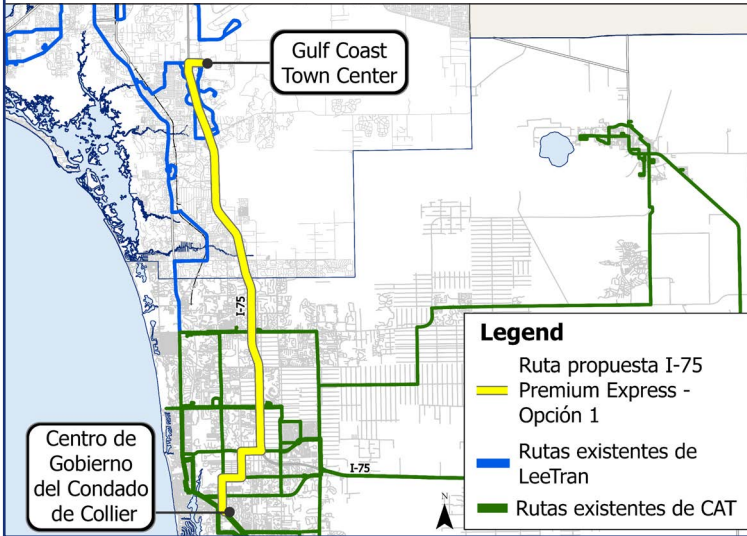 Gulf Coast
Town Center
I-75
Legend
Ruta propuesta I-75
Premium Express -
Opción 1
Rutas existentes de
LeeTran
Rutas existentes de CAT
Centro de
Gobierno
del Condado
de Collier
I-75
N